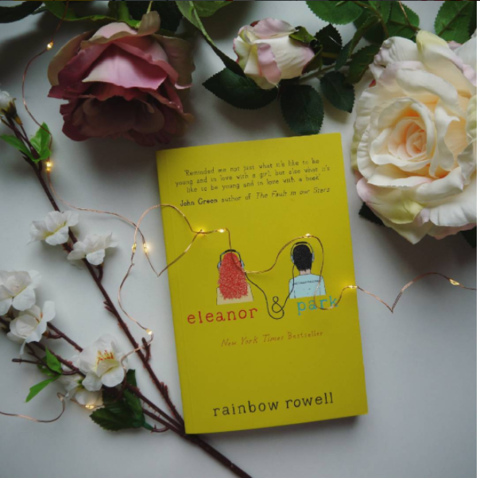 "Reminded me not just what it's like to be
young and in love with a girl, but also what it's
like to be young and in love with a book"
John Green author of The Fault in our Stars
eleanor
& park
New York Times Bestseller
rainbow rowell